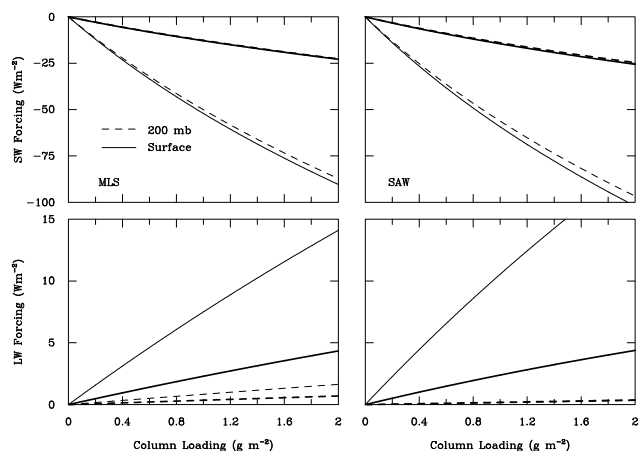 0
−25
−50
−75
−100
SW Forcing (Wm−2)
200 mb
Surface
MLS
SAW
15
10
5
0
LW Forcing (Wm−2)
0 0.4 0.8 1.2 1.6 2
0 0.4 0.8 1.2 1.6 2
Column Loading (g m−2)
Column Loading (g m−2)